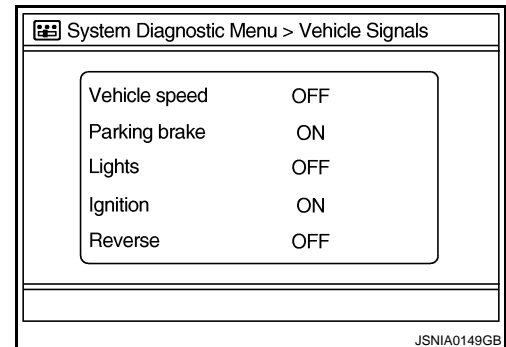 System Diagnostic Menu > Vehicle Signals
Vehicle speed OFF
Parking brake ON
Lights OFF
Ignition ON
Reverse OFF
JSNIA0149GB